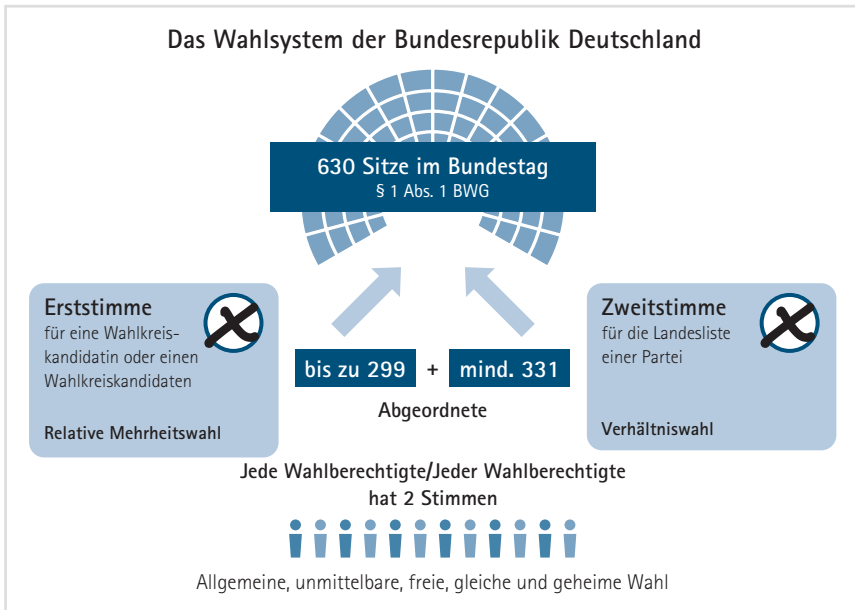 Das Wahlsystem der Bundesrepublik Deutschland
630 Sitze im Bundestag
§ 1 Abs. 1 BWG
Erststimme
für eine Wahlkreis-
kandidatin oder einen
Wahlkreiskandidaten
Relative Mehrheitswahl
bis zu 299 + mind. 331
Abgeordnete
Zweitstimme
für die Landesliste
einer Partei
Verhältniswahl
Jede Wahlberechtigte/Jeder Wahlberechtigte
hat 2 Stimmen
Allgemeine, unmittelbare, freie, gleiche und geheime Wahl